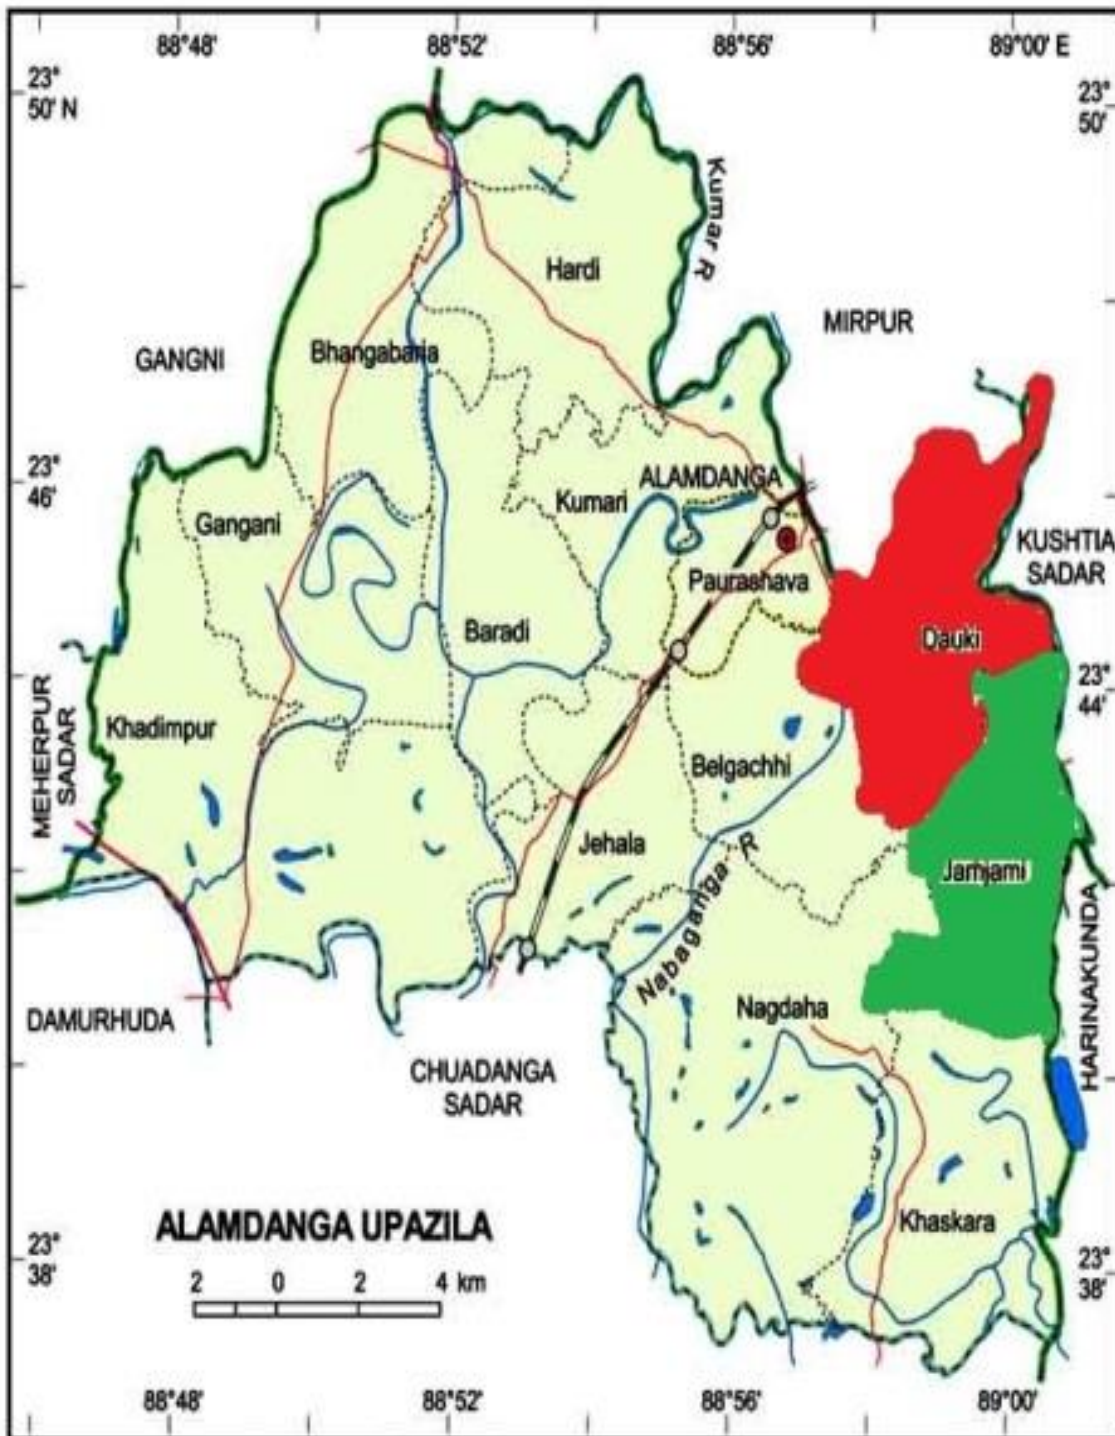 88°48'
88°52'
88°56'
89°00' E
23°
50' N
23°
50'
Kumar R
Hardi
MIRPUR
GANGNI
Bhangabaria
23°
46'
ALAMDANGA
Kumari
Gangani
KUSHTIA
SADAR
Paurashava
Baradi
Dauki
23°
44'
MEHERPUR
SADAR
Khadimpur
Belgachhi
Jehala
Jamjami
Nabaganga R
HARINAKUNDA
Nagdaha
DAMURHUDA
CHUADANGA
SADAR
Khaskara
ALAMDANGA UPAZILA
23°
38'
2 0 2 4 km
23°
38'
88°48'
88°52'
88°56'
89°00'